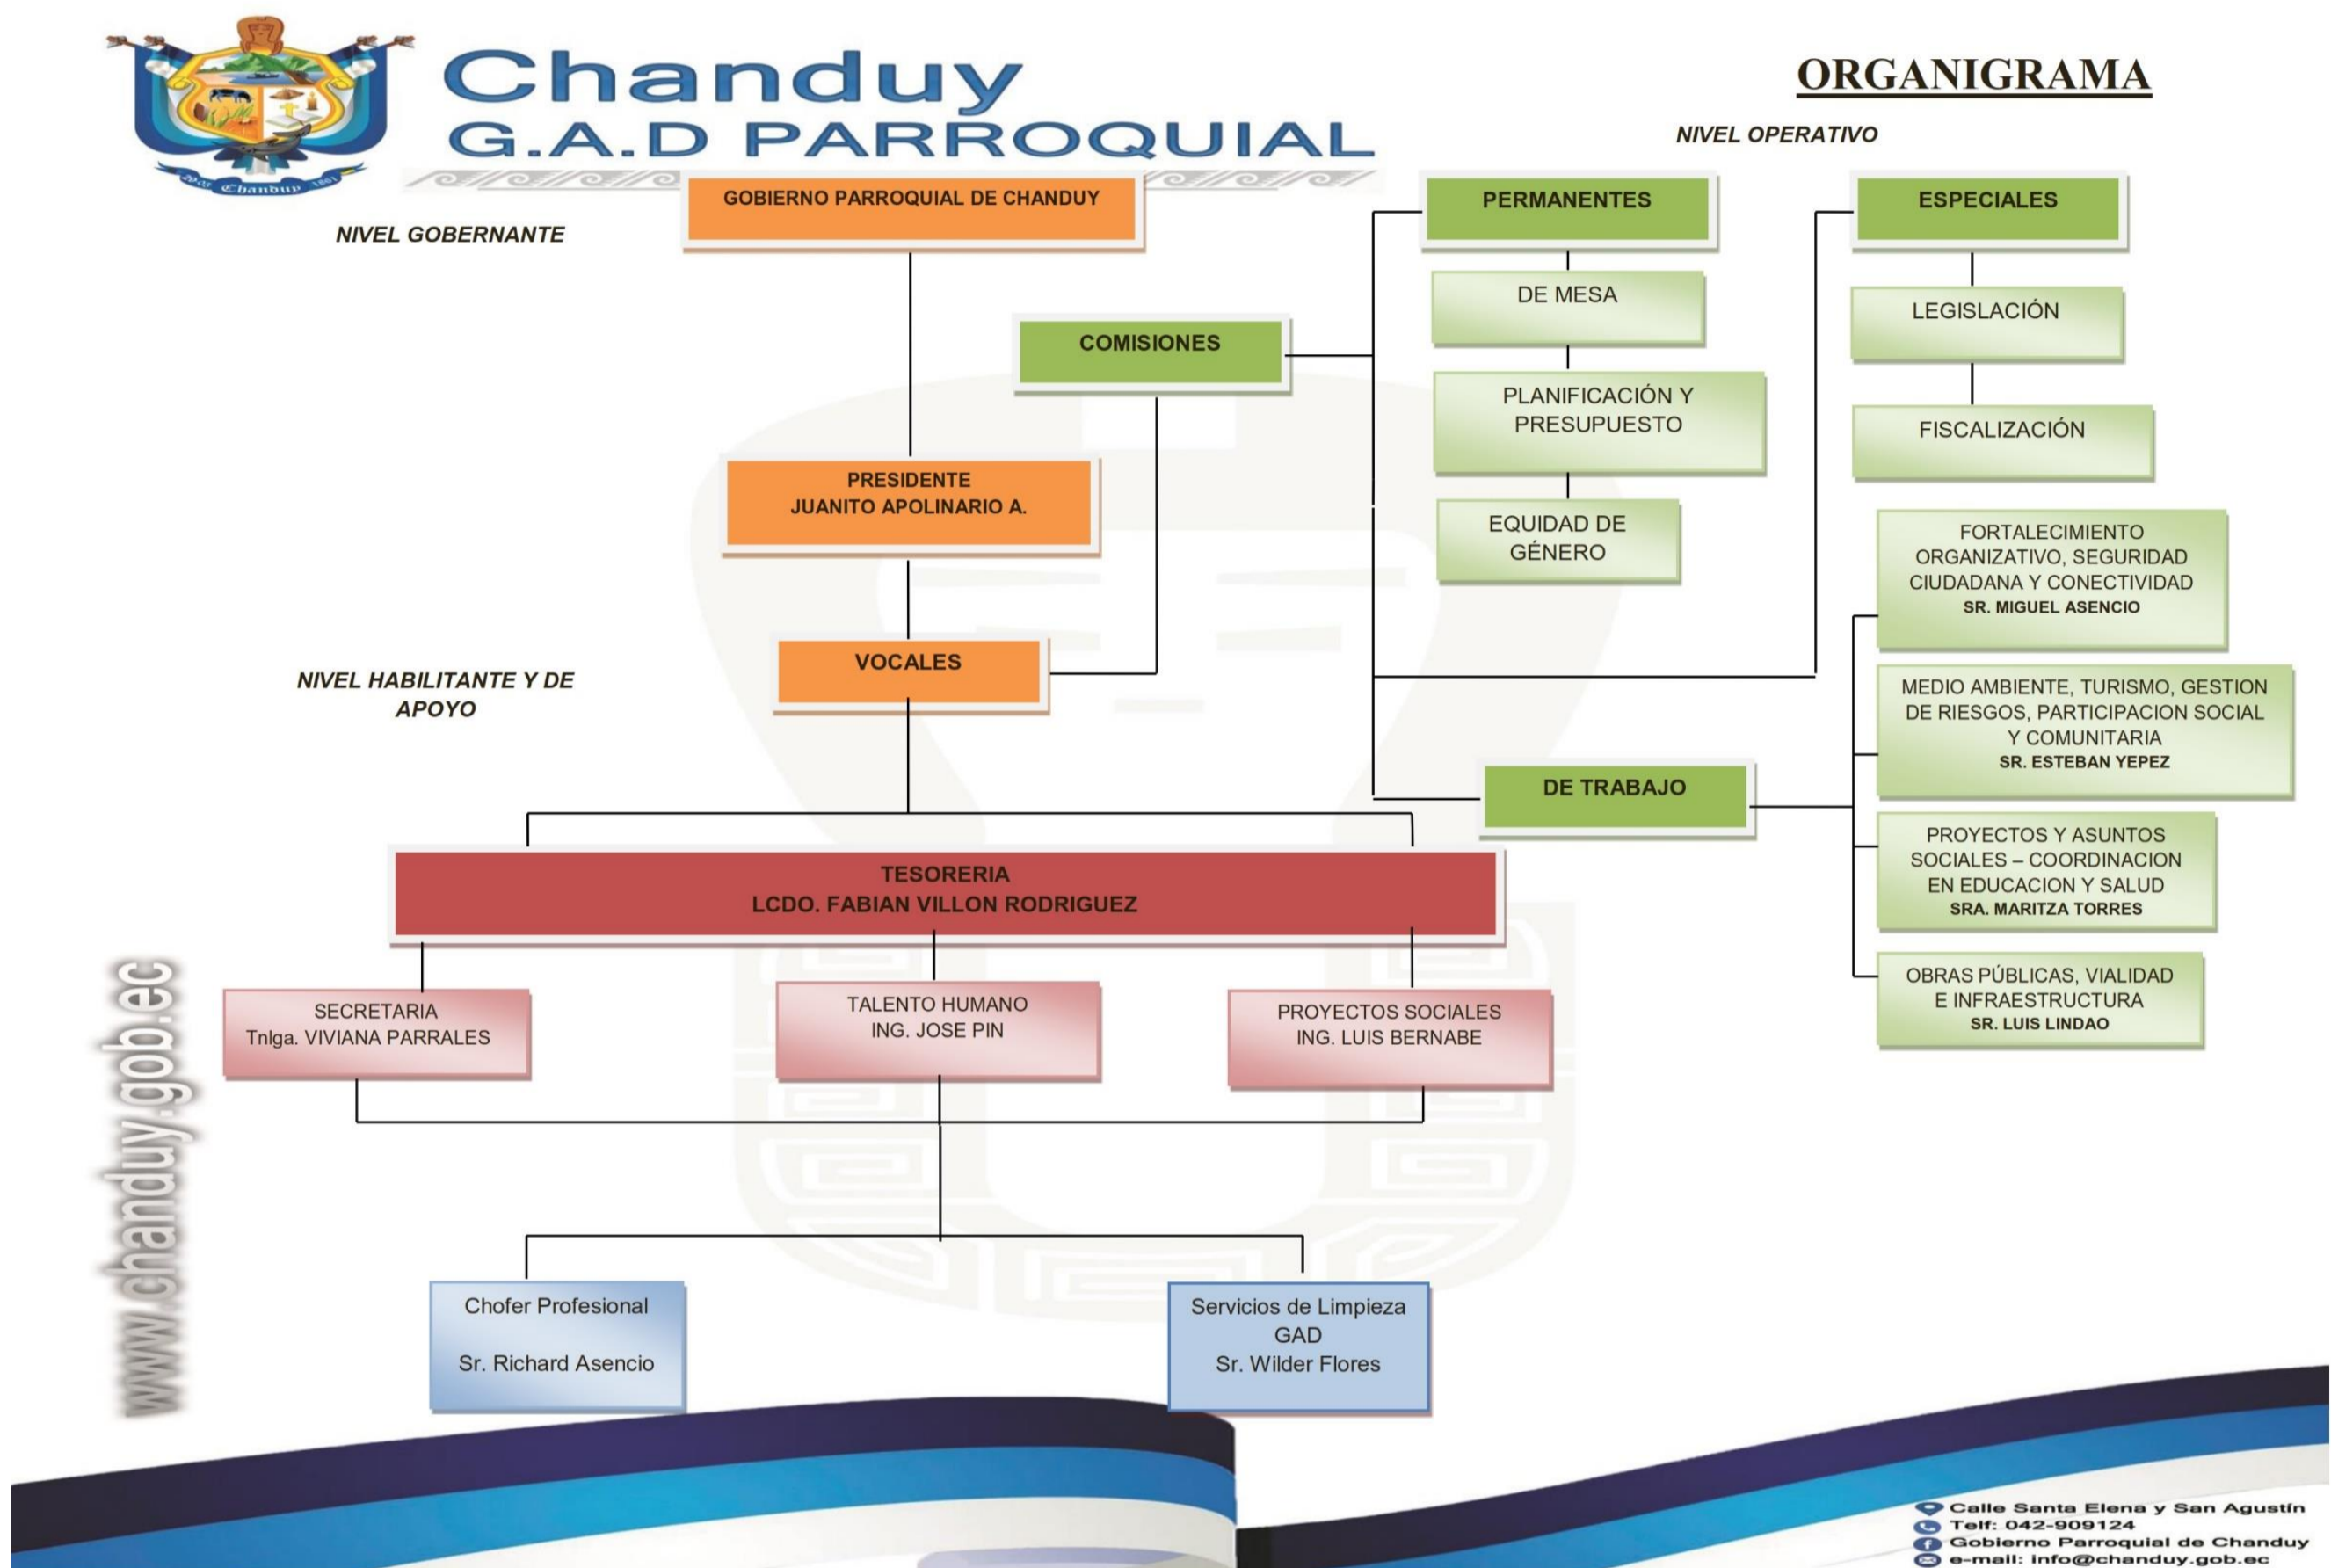 Chanduy
G.A.D PARROQUIAL
Chanduy
ORGANIGRAMA
NIVEL OPERATIVO
NIVEL GOBERNANTE
GOBIERNO PARROQUIAL DE CHANDUY
PRESIDENTE
JUANITO APOLINARIO A.
VOCALES
COMISIONES
PERMANENTES
DE MESA
PLANIFICACIÓN Y
PRESUPUESTO
EQUIDAD DE
GÉNERO
ESPECIALES
LEGISLACIÓN
FISCALIZACIÓN
DE TRABAJO
FORTALECIMIENTO
ORGANIZATIVO, SEGURIDAD
CIUDADANA Y CONECTIVIDAD
SR. MIGUEL ASENCIO
MEDIO AMBIENTE, TURISMO, GESTION
DE RIESGOS, PARTICIPACION SOCIAL
Y COMUNITARIA
SR. ESTEBAN YEPEZ
PROYECTOS Y ASUNTOS
SOCIALES – COORDINACION
EN EDUCACION Y SALUD
SRA. MARITZA TORRES
OBRAS PÚBLICAS, VIALIDAD
E INFRAESTRUCTURA
SR. LUIS LINDAO
NIVEL HABILITANTE Y DE
APOYO
TESORERIA
LCDO. FABIAN VILLON RODRIGUEZ
SECRETARIA
Tnlga. VIVIANA PARRALES
TALENTO HUMANO
ING. JOSE PIN
PROYECTOS SOCIALES
ING. LUIS BERNABE
Chofer Profesional
Sr. Richard Asencio
Servicios de Limpieza
GAD
Sr. Wilder Flores
www.chanduy.gob.ec
Calle Santa Elena y San Agustín
Telf: 042-909124
Gobierno Parroquial de Chanduy
e-mail: info@chanduy.gob.ec